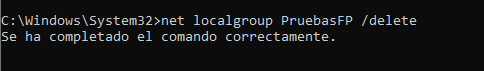 C:\Windows\System32>net localgroup PruebasFP /delete
Se ha completado el comando correctamente.